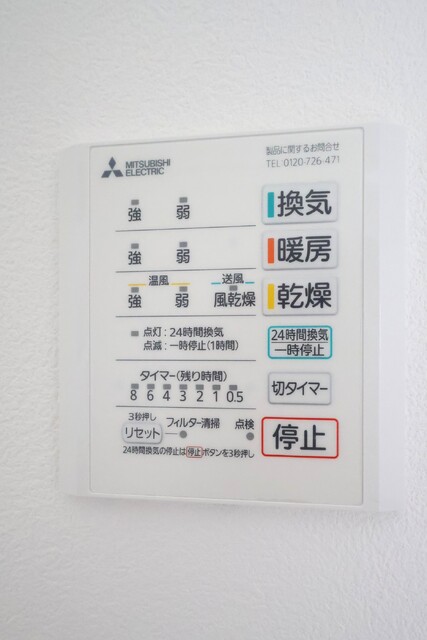 MITSUBISHI
ELECTRIC
製品に関するお問合せ
TEL:0120-726-471
強 弱 換気
強 弱 暖房
温風 送風
強 弱 風乾燥 乾燥
点灯:24時間換気
点滅:一時停止(1時間)
24時間換気
一時停止
タイマー(残り時間)
8 6 4 3 2 1 0.5
切タイマー
3秒押し
リセット フィルター清掃 点検
停止
24時間換気の停止は停止ボタンを3秒押し